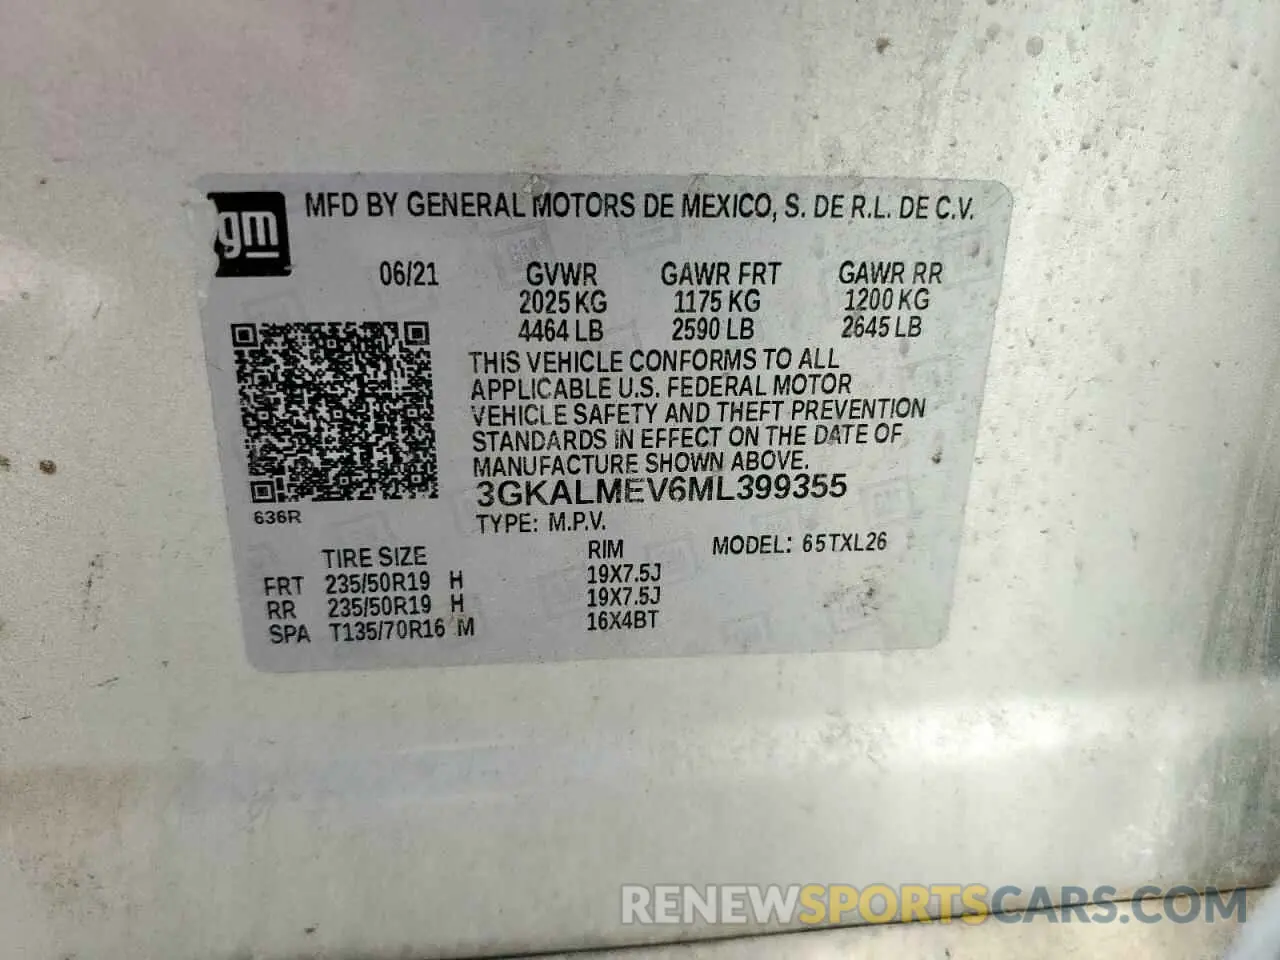 gm
MFD BY GENERAL MOTORS DE MEXICO, S. DE R.L. DE C.V.
06/21 GVWR GAWR FRT GAWR RR
2025 KG 1175 KG 1200 KG
4464 LB 2590 LB 2645 LB
THIS VEHICLE CONFORMS TO ALL
APPLICABLE U.S. FEDERAL MOTOR
VEHICLE SAFETY AND THEFT PREVENTION
STANDARDS IN EFFECT ON THE DATE OF
MANUFACTURE SHOWN ABOVE.
3GKALMEV6ML399355
636R
TYPE: M.P.V.
TIRE SIZE RIM MODEL: 65TXL26
FRT 235/50R19 H 19X7.5J
RR 235/50R19 H 19X7.5J
SPA T135/70R16 M 16X4BT
RENEWSPORTSCARS.COM